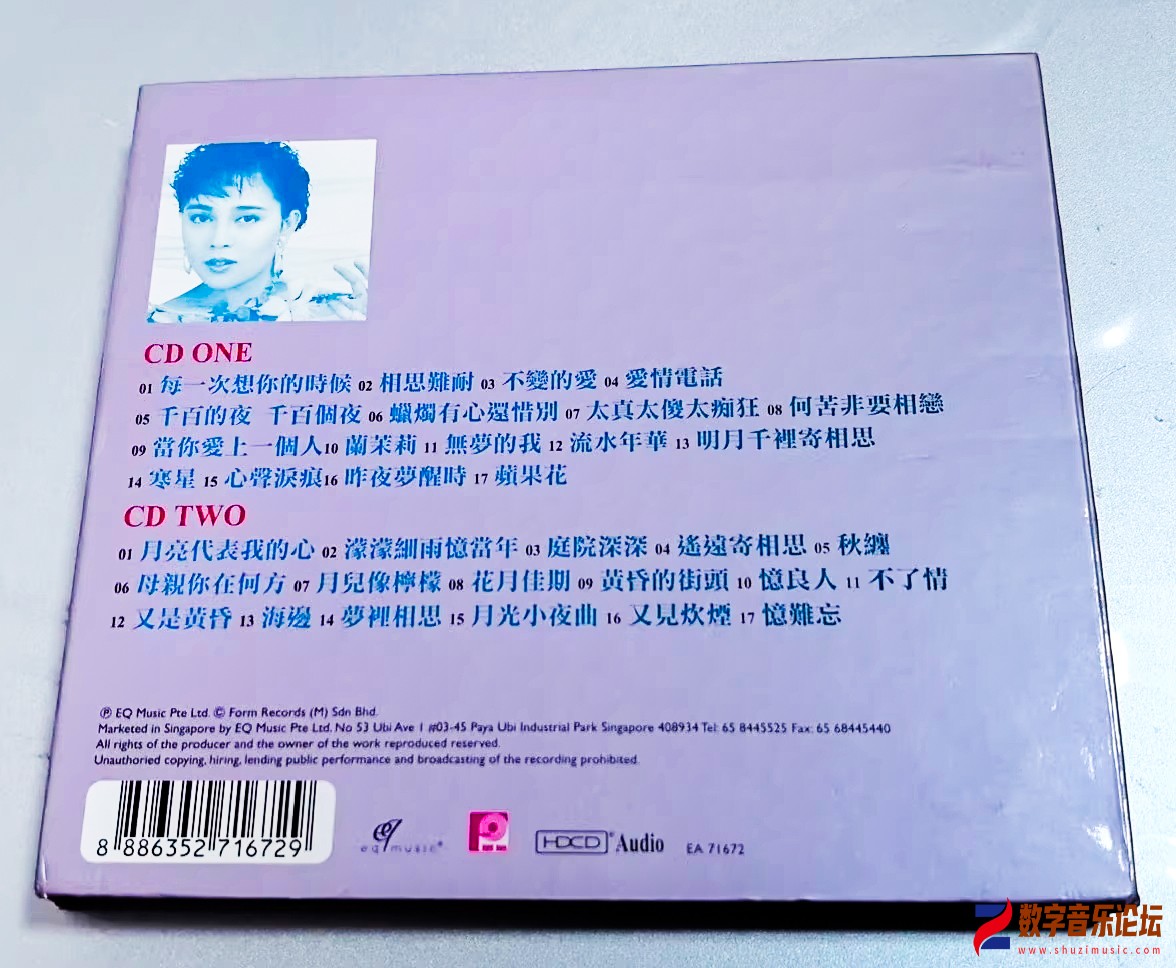 CD ONE
01 每一次想你的時候 02 相思難耐 03 不變的愛 04 愛情電話
05 千百的夜 千百個夜 06 蠟燭有心還惜別 07 太真太傻太痴狂 08 何苦非要相戀
09 當你愛上一個人10 蘭茉莉 11 無夢的我 12 流水年華 13 明月千裡寄相思
14 寒星 15 心聲淚痕16 昨夜夢醒時 17 蘋果花
CD TWO
01 月亮代表我的心 02 濛濛細雨憶當年 03 庭院深深 04 遙遠寄相思 05 秋纏
06 母親你在何方 07 月兒像檸檬 08 花月佳期 09 黃昏的街頭 10 憶良人 11 不了情
12 又是黃昏 13 海邊 14 夢裡相思 15 月光小夜曲 16 又見炊煙 17 憶難忘
Ⓟ EQ Music Pte Ltd. © Form Records (M) Sdn Bhd.
Marketed in Singapore by EQ Music Pte Ltd. No 53 Ubi Ave 1 #03-45 Paya Ubi Industrial Park Singapore 408934 Tel: 65 8445525 Fax: 65 68445440
All rights of the producer and the owner of the work reproduced reserved.
Unauthoried copying, hiring, lending public performance and broadcasting of the recording prohibited.
8 886352 716729
eq music
HDCD® Audio
EA 71672
数字音乐论坛
www.shuzimusic.com